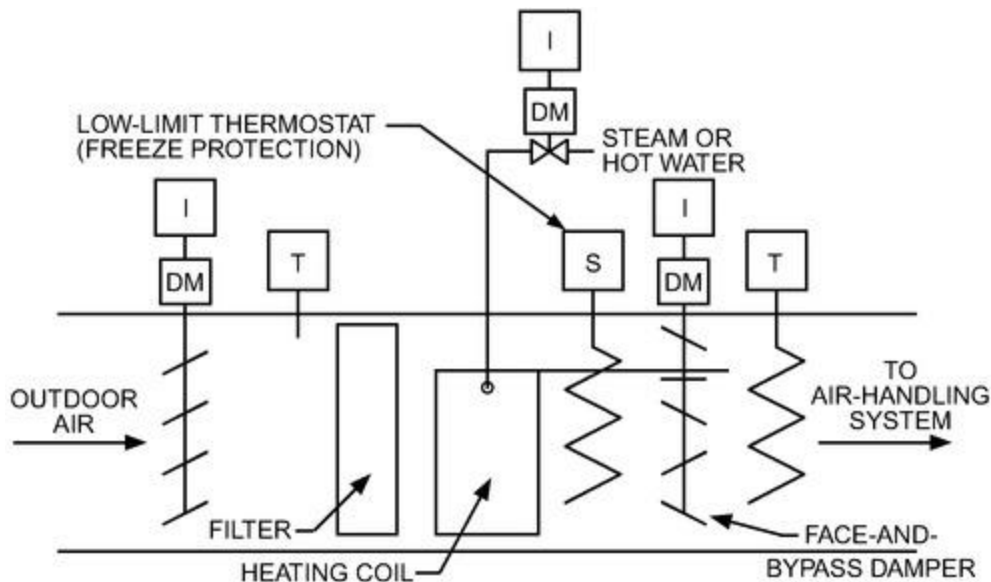 I
DM
LOW-LIMIT THERMOSTAT
(FREEZE PROTECTION)
STEAM OR
HOT WATER
I
DM
T
S
I
DM
T
OUTDOOR
AIR
TO
AIR-HANDLING
SYSTEM
FILTER
HEATING COIL
FACE-AND-
BYPASS DAMPER